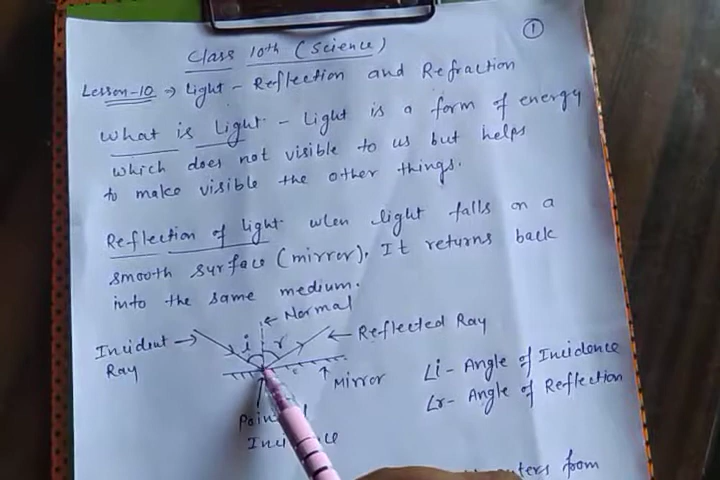 1
Class 10th (Science)
Lesson-10 → Light - Reflection and Refraction
What is Light - Light is a form of energy
which does not visible to us but helps
to make visible the other things.
Reflection of light - When light falls on a
smooth surface (mirror). It returns back
into the same medium.
← Normal
Incident → i r ← Reflected Ray
Ray
Mirror
∠i - Angle of Incidence
∠r - Angle of Reflection
from